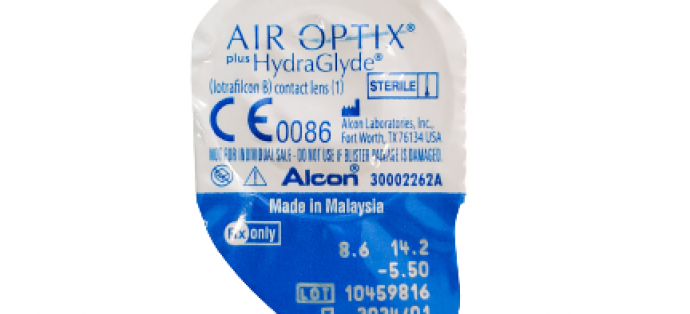 AIR OPTIX®
plus HydraGlyde®
(lotrafilcon B) contact lens (1)
STERILE
CE 0086
Alcon Laboratories, Inc.,
Fort Worth, TX 76134 USA
NOT FOR INDIVIDUAL SALE - DO NOT USE IF BLISTER PACKAGE IS DAMAGED.
Alcon® 30002262A
Made in Malaysia
Rx only
8.6 14.2
-5.50
LOT 10459816
2024/01